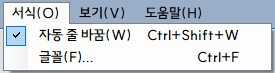 서식(O) 보기(V) 도움말(H)
자동 줄 바꿈(W) Ctrl+Shift+W
글꼴(F)... Ctrl+F